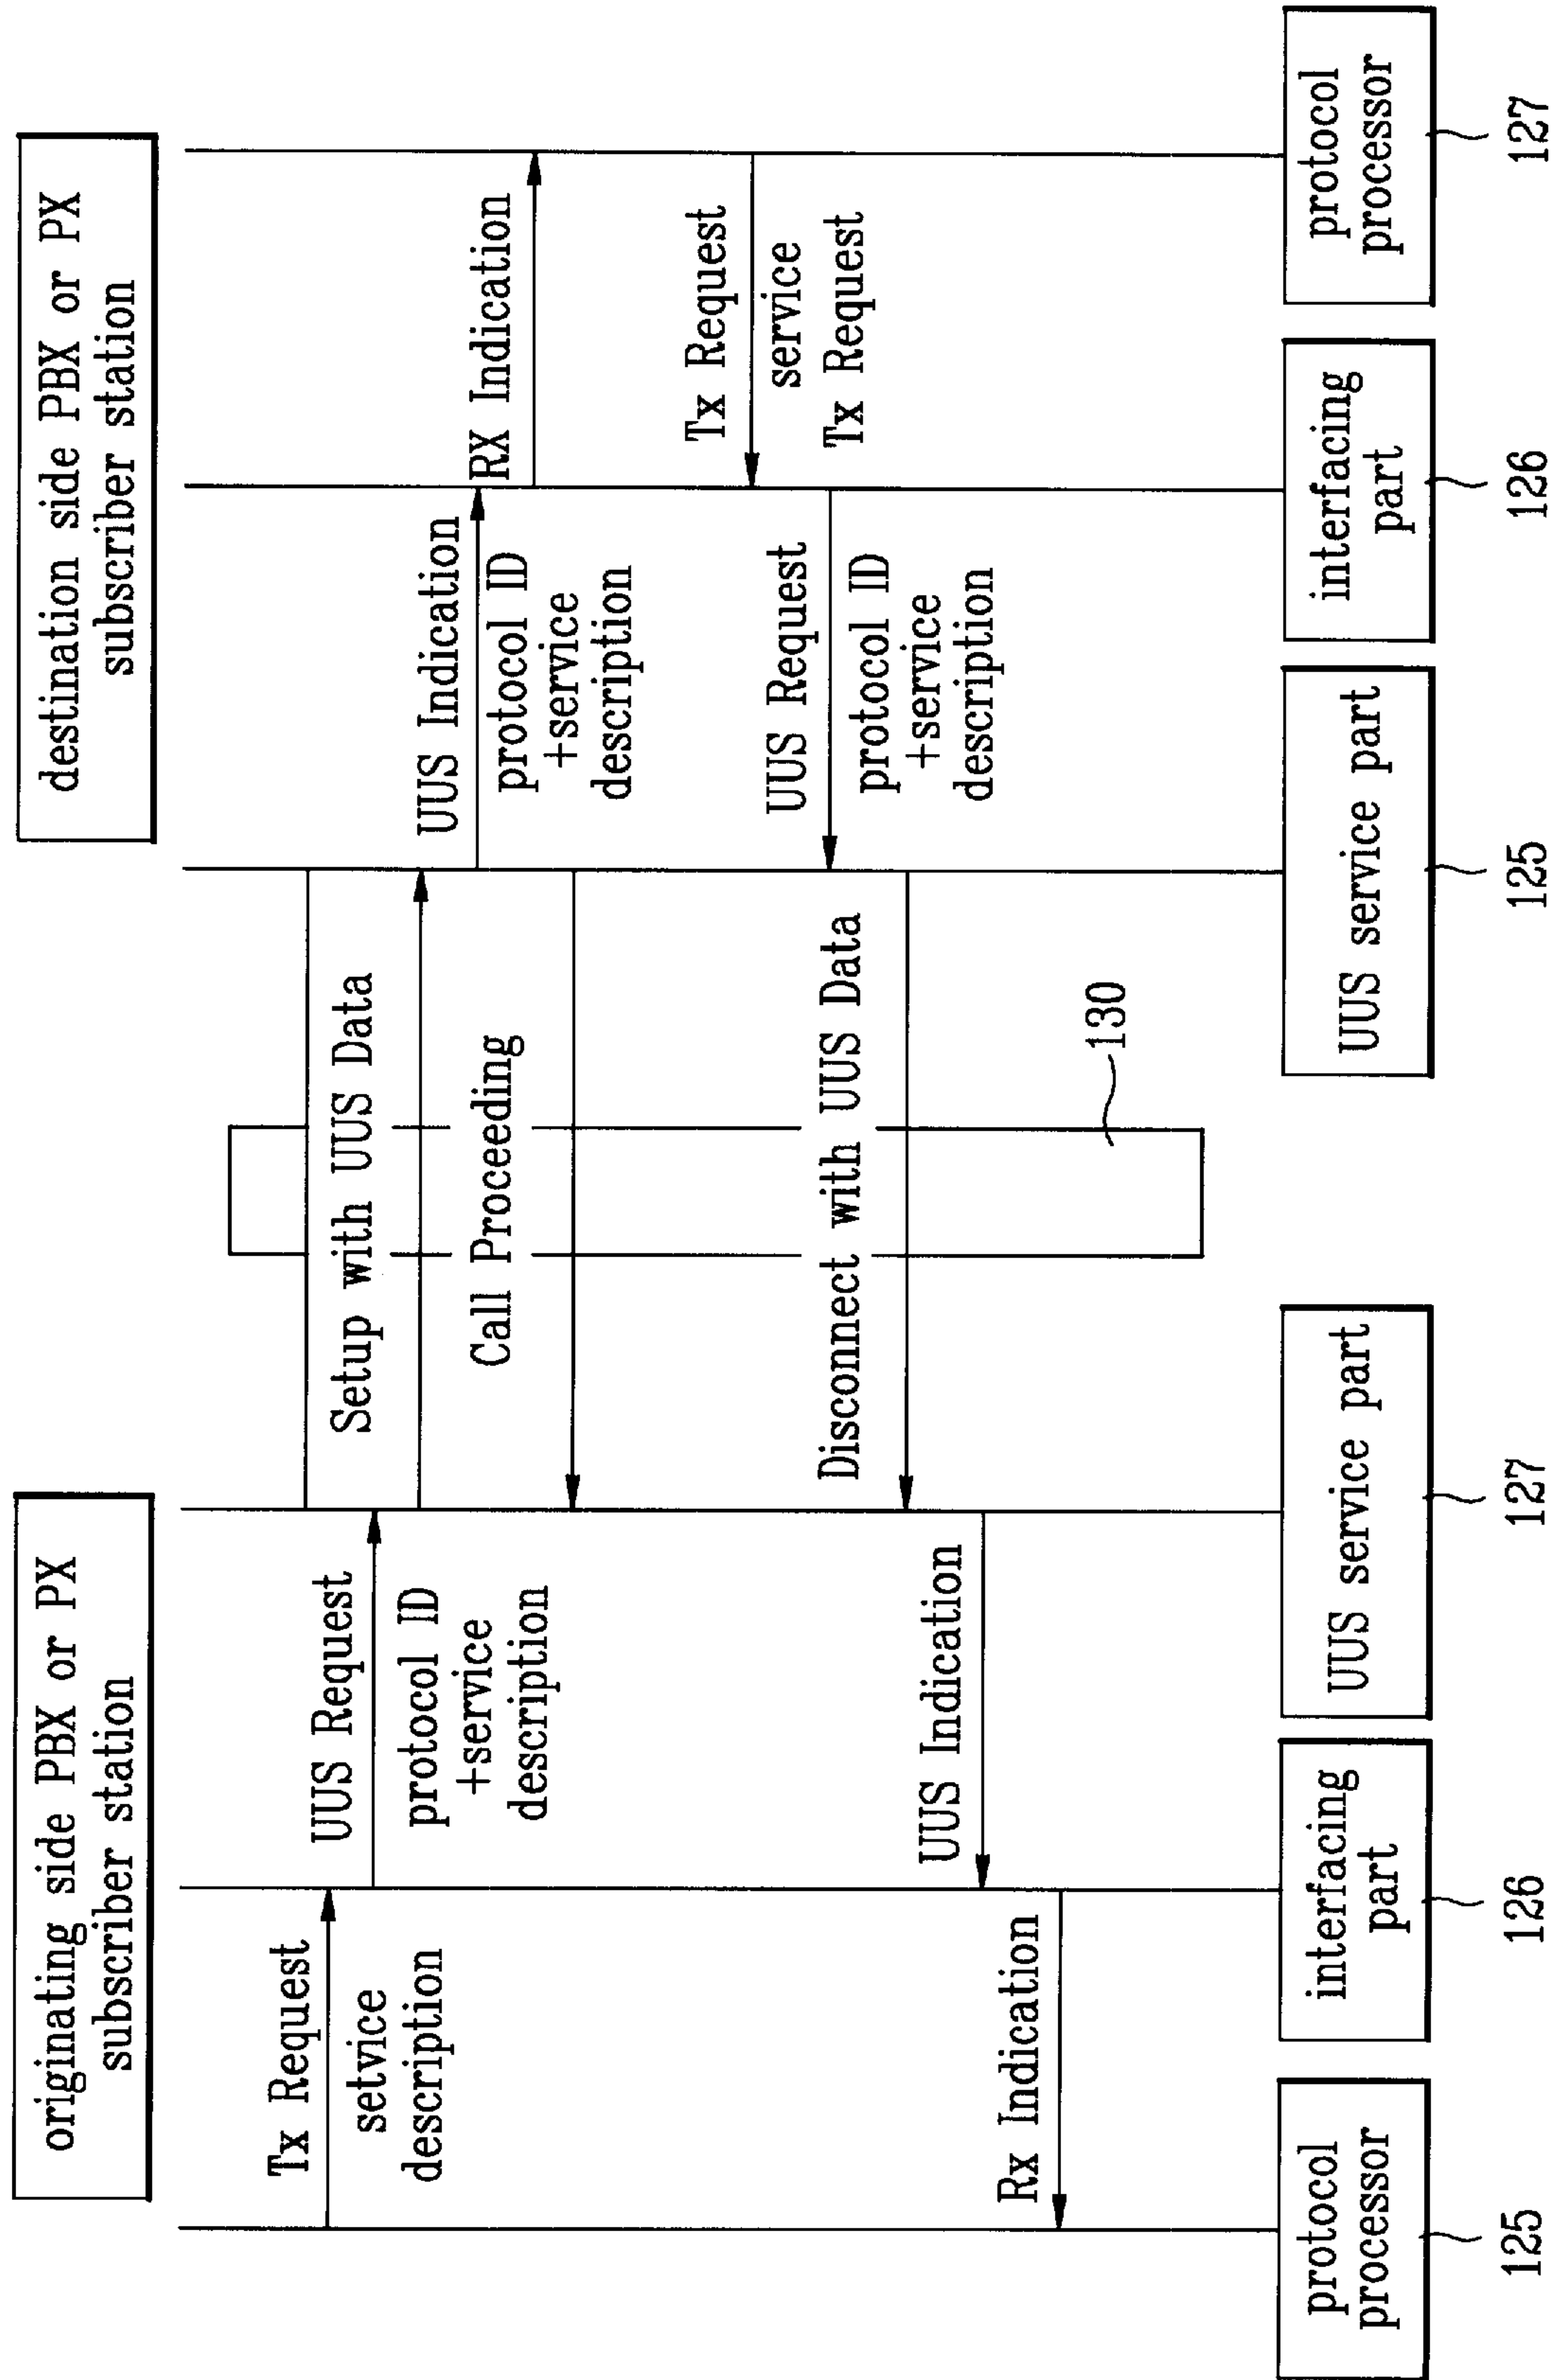 originating side PBX or PX
subscriber station
destination side PBX or PX
subscriber station
Tx Request
setvice
description
UUS Request
protocol ID
+service
description
Setup with UUS Data
UUS Indication
protocol ID
+service
description
RX Indication
Call Proceeding
Tx Request
service
Tx Request
UUS Request
protocol ID
+service
description
Disconnect with UUS Data
UUS Indication
Rx Indication
130
protocol
processor
125
interfacing
part
126
UUS service part
127
UUS service part
125
interfacing
part
126
protocol
processor
127